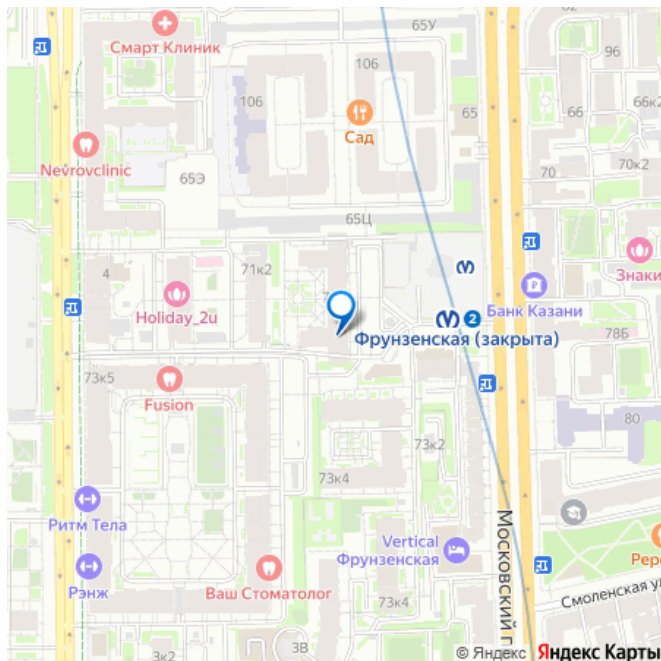 65У
62
Смарт Клиник
96
106
106
66
66к2
65
Сад
Nevrovclinic
65Э
70к2
70
65Ц
71к2
4
Знаки
Банк Казани
Holiday_2u
2
Фрунзенская (закрыта)
78Б
73к5
Fusion
80
73к2
73к4
Ритм Тела
Vertical
Фрунзенская
Московский п
Рэнж
Ваш Стоматолог
Смоленская у
73к4
3В
3к2
© Яндекс Яндекс Карты